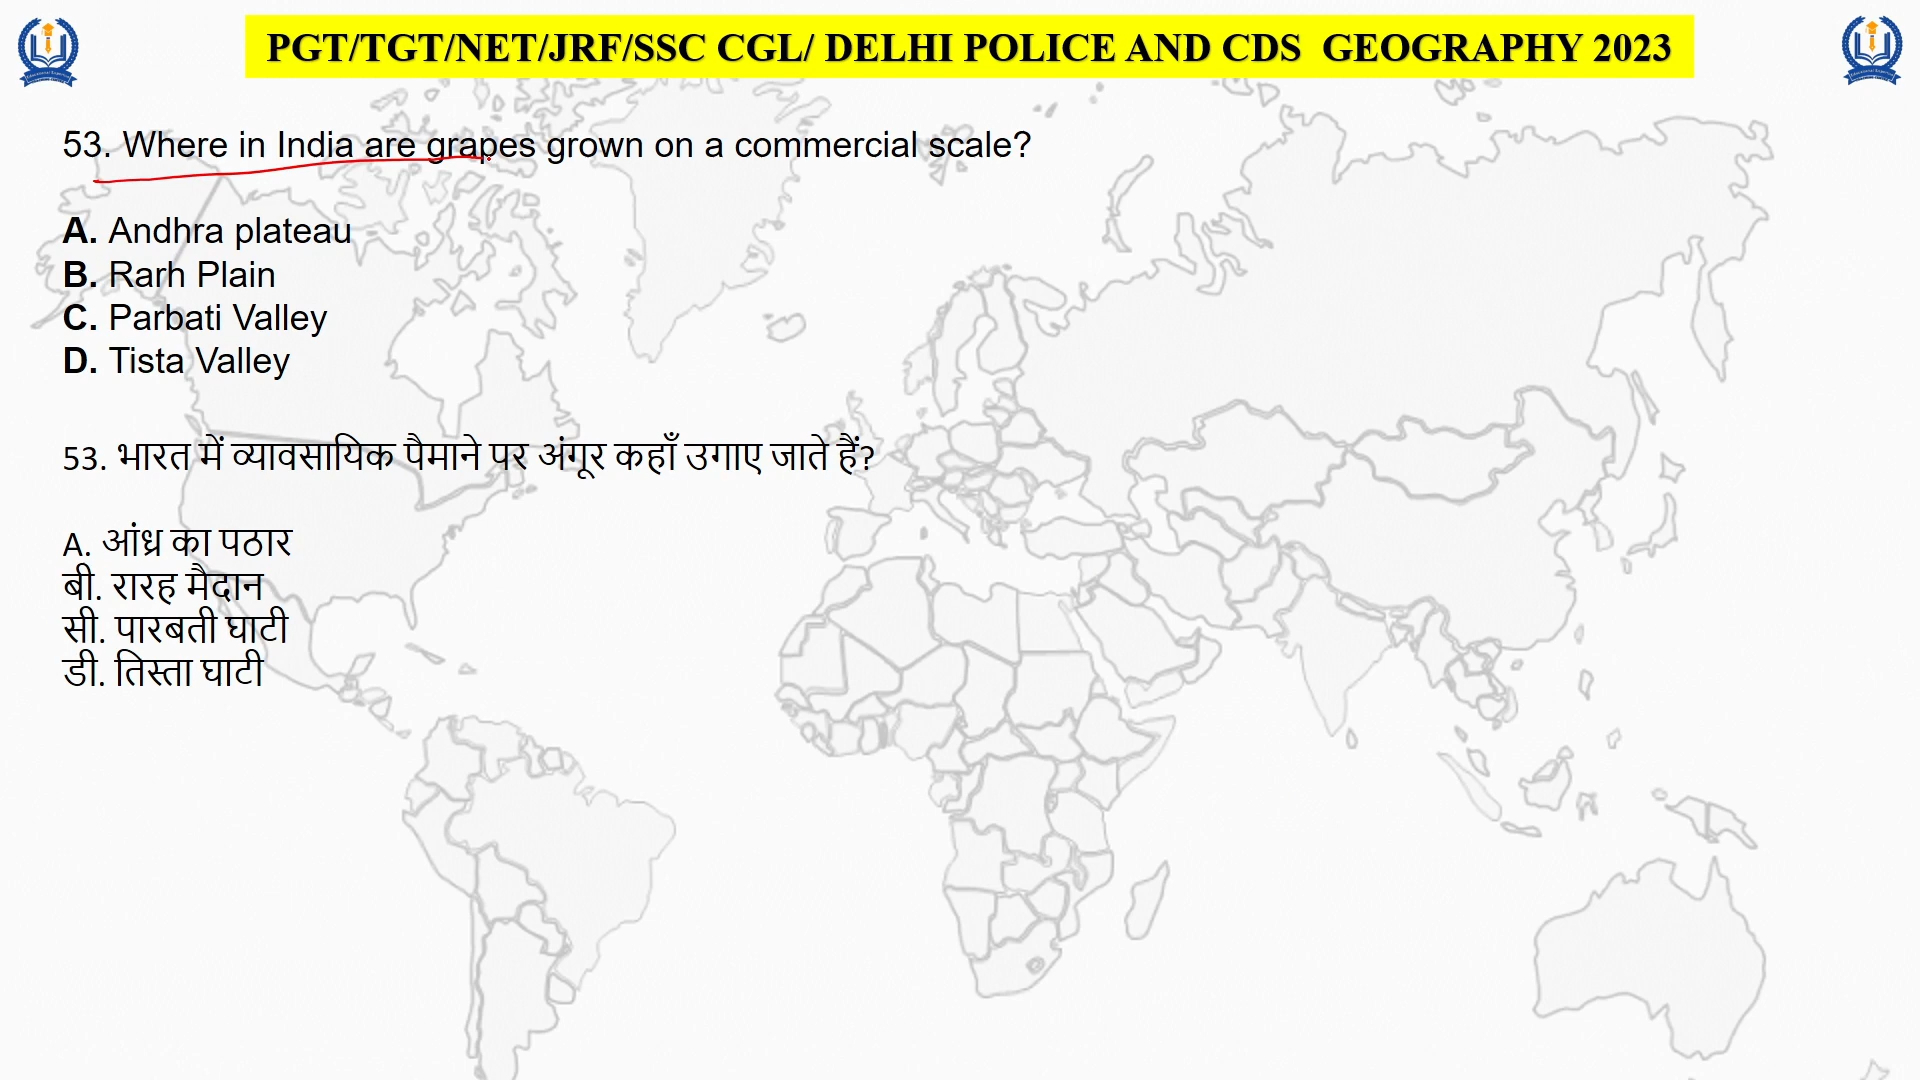 PGT/TGT/NET/JRF/SSC CGL/ DELHI POLICE AND CDS GEOGRAPHY 2023
53. Where in India are grapes grown on a commercial scale?
A. Andhra plateau
B. Rarh Plain
C. Parbati Valley
D. Tista Valley
53. भारत में व्यावसायिक पैमाने पर अंगूर कहाँ उगाए जाते हैं?
A. आंध्र का पठार
बी. रारह मैदान
सी. पारबती घाटी
डी. तिस्ता घाटी